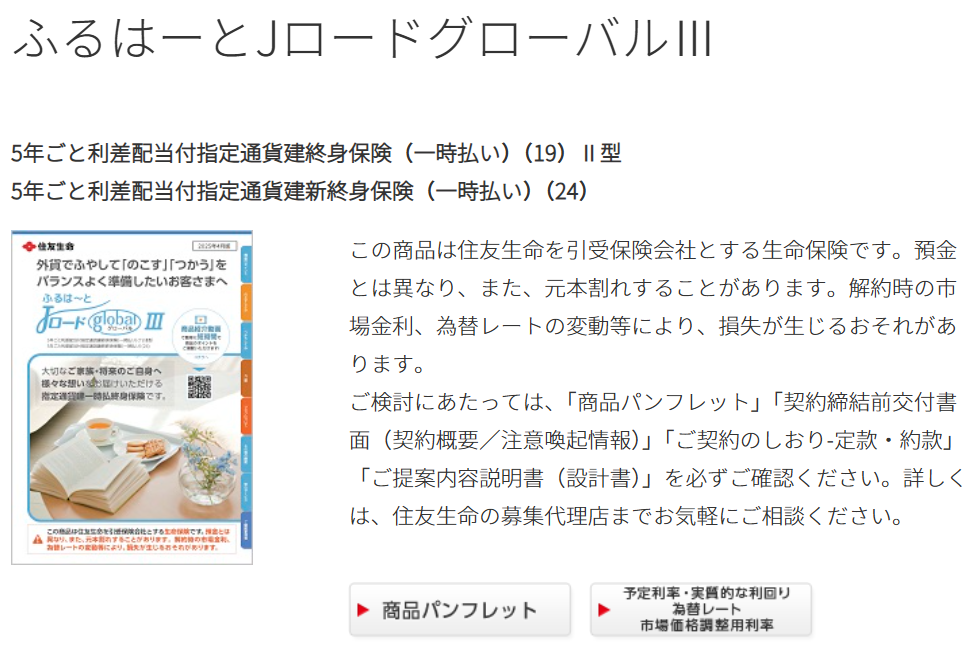 ふるはーとJロードグローバルⅢ
5年ごと利差配当付指定通貨建終身保険（一時払い）（19）Ⅱ型
5年ごと利差配当付指定通貨建新終身保険（一時払い）（24）
住友生命
2025年4月版
外貨でふやして「のこす」「つかう」を
バランスよく準備したいお客さまへ
ふるはーと
Jロード global Ⅲ
グローバル
商品紹介動画
大切なご家族・将来のご自身へ
様々な想いをお届けいただける
指定通貨建一時払終身保険です。
この商品は住友生命を引受保険会社とする生命保険です。預金とは
異なり、また、元本割れすることがあります。解約時の市場金利、
為替レートの変動等により、損失が生じるおそれがあります。
この商品は住友生命を引受保険会社とする生命保険です。預金
とは異なり、また、元本割れすることがあります。解約時の市
場金利、為替レートの変動等により、損失が生じるおそれがあ
ります。
ご検討にあたっては、「商品パンフレット」「契約締結前交付書
面（契約概要／注意喚起情報）」「ご契約のしおり-定款・約款」
「ご提案内容説明書（設計書）」を必ずご確認ください。詳しく
は、住友生命の募集代理店までお気軽にご相談ください。
商品パンフレット
予定利率・実質的な利回り
為替レート
市場価格調整用利率